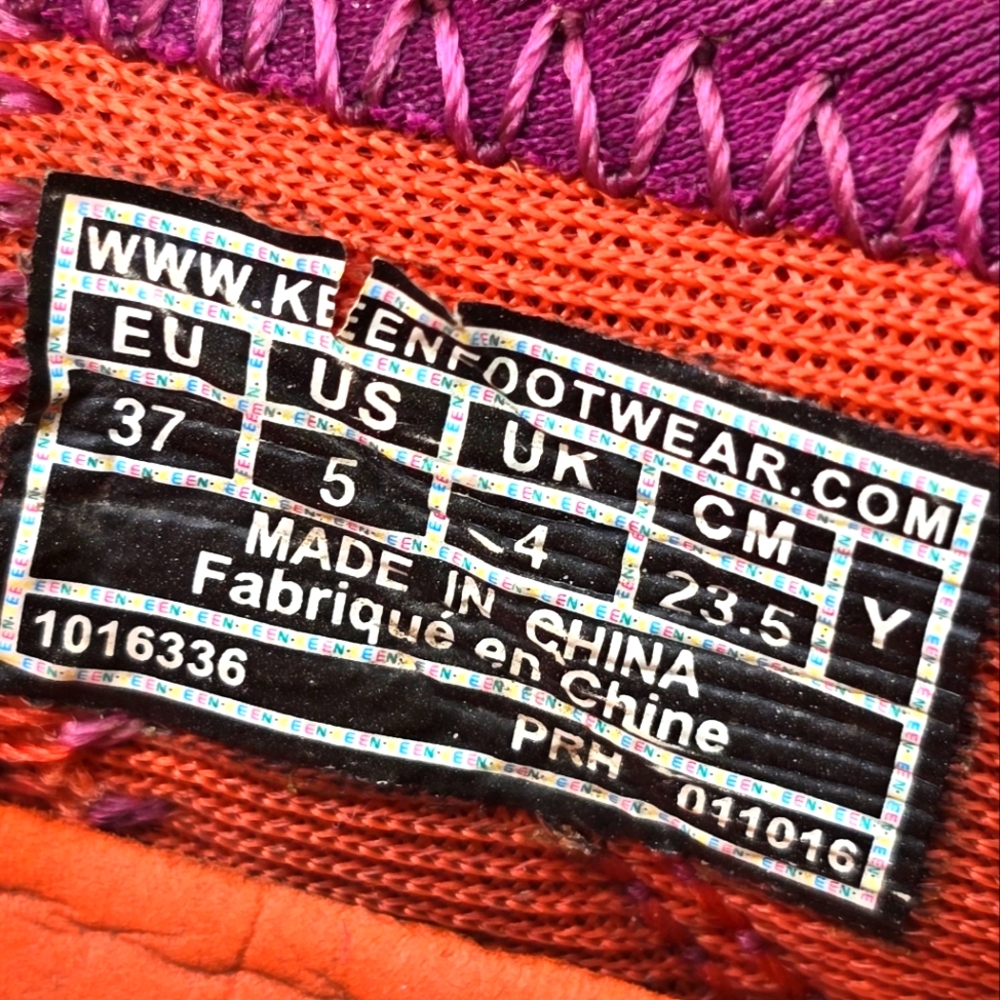 WWW.KEENFOOTWEAR.COM
EU US UK CM Y
37 5 4 23.5
MADE IN CHINA
Fabriqué en Chine
1016336 PRH 011016